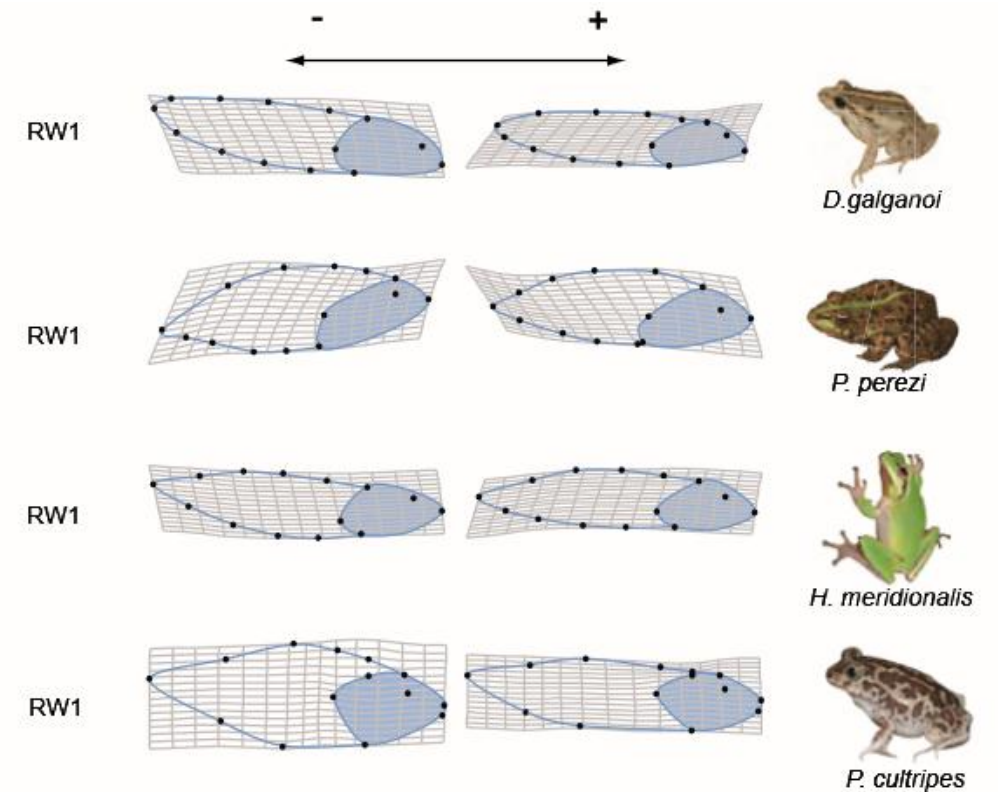 - +
RW1
D.galganoi
RW1
P. perezi
RW1
H. meridionalis
RW1
P. cultripes